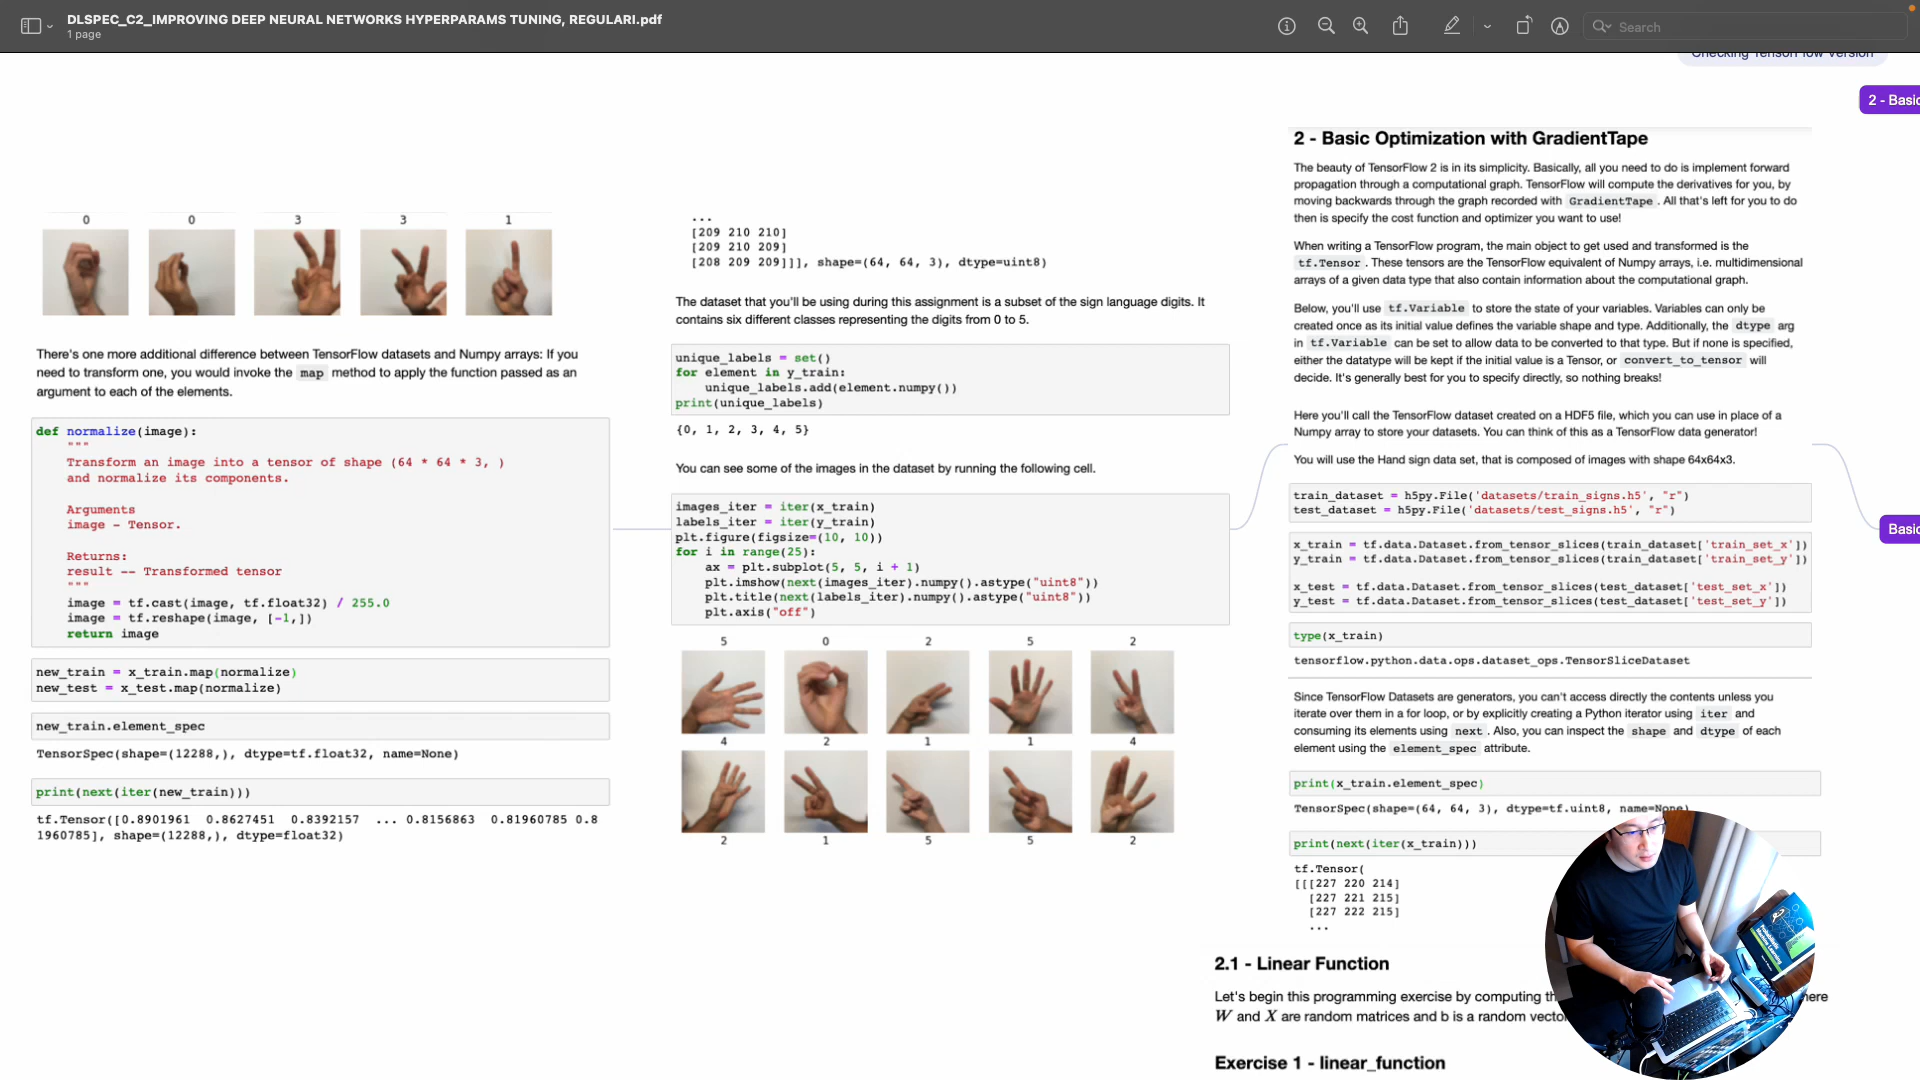 DLSPEC_C2_IMPROVING DEEP NEURAL NETWORKS HYPERPARAMS TUNING, REGULARI.pdf
1 page
Search
Checking TensorFlow Version
2 - Basic
0 0 3 3 1
There's one more additional difference between TensorFlow datasets and Numpy arrays: If you
need to transform one, you would invoke the map method to apply the function passed as an
argument to each of the elements.
def normalize(image):
"""
Transform an image into a tensor of shape (64 * 64 * 3, )
and normalize its components.
Arguments
image - Tensor.
Returns:
result -- Transformed tensor
"""
image = tf.cast(image, tf.float32) / 255.0
image = tf.reshape(image, [-1,])
return image
new_train = x_train.map(normalize)
new_test = x_test.map(normalize)
new_train.element_spec
TensorSpec(shape=(12288,), dtype=tf.float32, name=None)
print(next(iter(new_train)))
tf.Tensor([0.8901961 0.8627451 0.8392157 ... 0.8156863 0.81960785 0.8
1960785], shape=(12288,), dtype=float32)
...
[209 210 210]
[209 210 209]
[208 209 209]]], shape=(64, 64, 3), dtype=uint8)
The dataset that you'll be using during this assignment is a subset of the sign language digits. It
contains six different classes representing the digits from 0 to 5.
unique_labels = set()
for element in y_train:
unique_labels.add(element.numpy())
print(unique_labels)
{0, 1, 2, 3, 4, 5}
You can see some of the images in the dataset by running the following cell.
images_iter = iter(x_train)
labels_iter = iter(y_train)
plt.figure(figsize=(10, 10))
for i in range(25):
ax = plt.subplot(5, 5, i + 1)
plt.imshow(next(images_iter).numpy().astype("uint8"))
plt.title(next(labels_iter).numpy().astype("uint8"))
plt.axis("off")
5 0 2 5 2
4 2 1 1 4
2 1 5 5 2
2 - Basic Optimization with GradientTape
The beauty of TensorFlow 2 is in its simplicity. Basically, all you need to do is implement forward
propagation through a computational graph. TensorFlow will compute the derivatives for you, by
moving backwards through the graph recorded with GradientTape. All that's left for you to do
then is specify the cost function and optimizer you want to use!
When writing a TensorFlow program, the main object to get used and transformed is the
tf.Tensor. These tensors are the TensorFlow equivalent of Numpy arrays, i.e. multidimensional
arrays of a given data type that also contain information about the computational graph.
Below, you'll use tf.Variable to store the state of your variables. Variables can only be
created once as its initial value defines the variable shape and type. Additionally, the dtype arg
in tf.Variable can be set to allow data to be converted to that type. But if none is specified,
either the datatype will be kept if the initial value is a Tensor, or convert_to_tensor will
decide. It's generally best for you to specify directly, so nothing breaks!
Here you'll call the TensorFlow dataset created on a HDF5 file, which you can use in place of a
Numpy array to store your datasets. You can think of this as a TensorFlow data generator!
You will use the Hand sign data set, that is composed of images with shape 64x64x3.
train_dataset = h5py.File('datasets/train_signs.h5', "r")
test_dataset = h5py.File('datasets/test_signs.h5', "r")
x_train = tf.data.Dataset.from_tensor_slices(train_dataset['train_set_x'])
y_train = tf.data.Dataset.from_tensor_slices(train_dataset['train_set_y'])
x_test = tf.data.Dataset.from_tensor_slices(test_dataset['test_set_x'])
y_test = tf.data.Dataset.from_tensor_slices(test_dataset['test_set_y'])
type(x_train)
tensorflow.python.data.ops.dataset_ops.TensorSliceDataset
Since TensorFlow Datasets are generators, you can't access directly the contents unless you
iterate over them in a for loop, or by explicitly creating a Python iterator using iter and
consuming its elements using next. Also, you can inspect the shape and dtype of each
element using the element_spec attribute.
print(x_train.element_spec)
TensorSpec(shape=(64, 64, 3), dtype=tf.uint8, name=None)
print(next(iter(x_train)))
tf.Tensor(
[[[227 220 214]
[227 221 215]
[227 222 215]
...
Basic
2.1 - Linear Function
Let's begin this programming exercise by computing th
W and X are random matrices and b is a random vector
Exercise 1 - linear_function